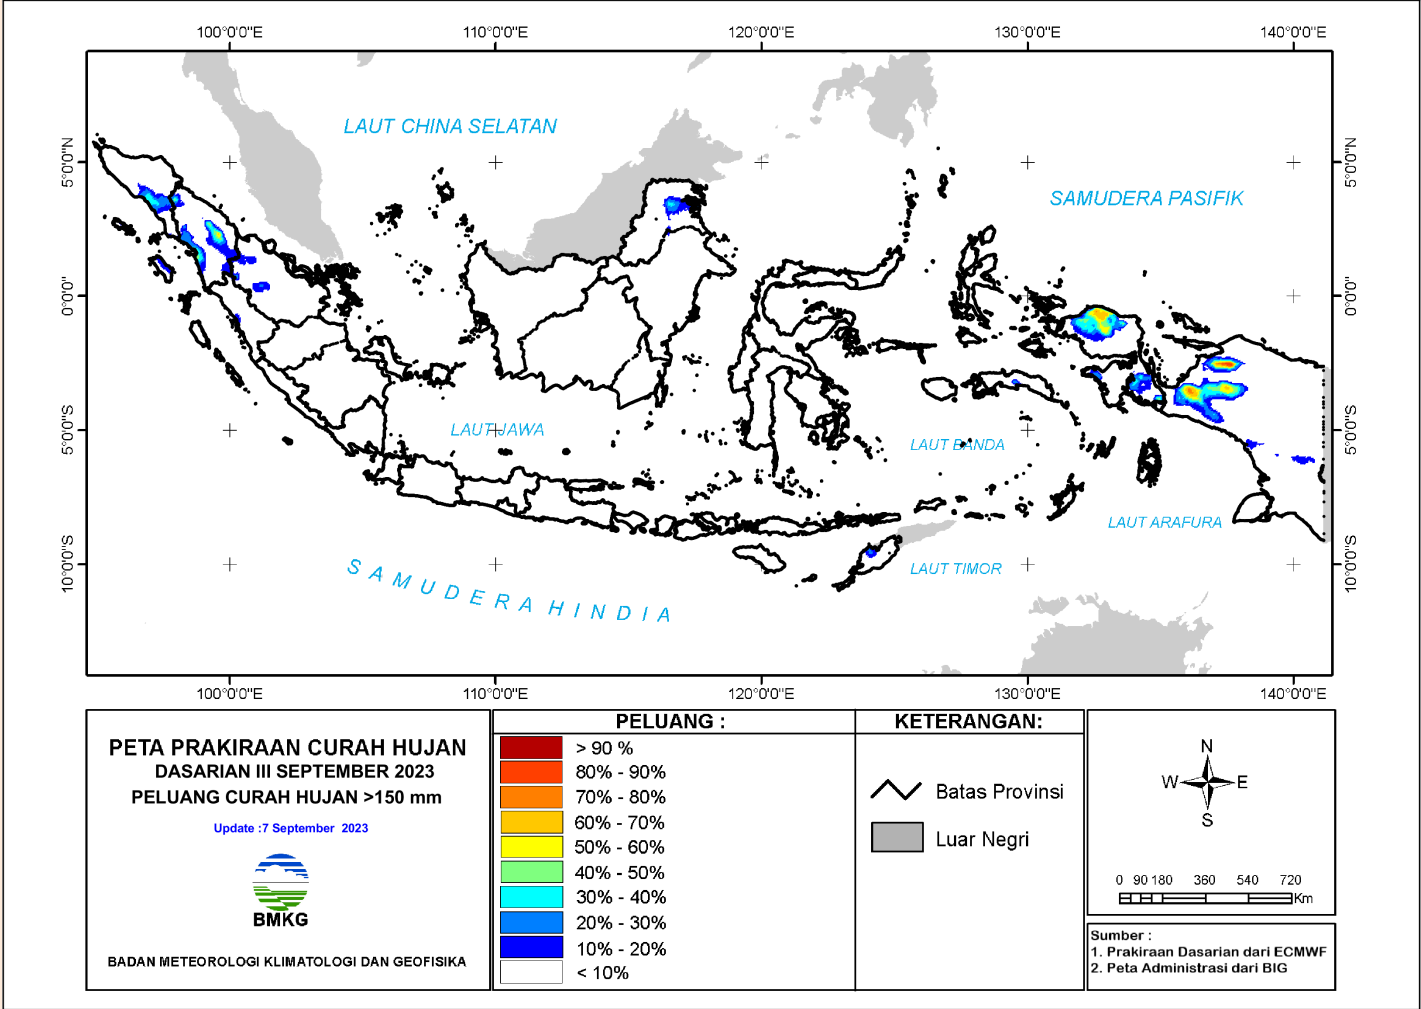 100°0'0"E 110°0'0"E 120°0'0"E 130°0'0"E 140°0'0"E
5°0'0"N 5°0'0"N
0°0'0" 0°0'0"
5°0'0"S 5°0'0"S
10°0'0"S 10°0'0"S
LAUT CHINA SELATAN
SAMUDERA PASIFIK
LAUT JAWA
LAUT BANDA
LAUT ARAFURA
LAUT TIMOR
SAMUDERA HINDIA
100°0'0"E 110°0'0"E 120°0'0"E 130°0'0"E 140°0'0"E
PETA PRAKIRAAN CURAH HUJAN
DASARIAN III SEPTEMBER 2023
PELUANG CURAH HUJAN >150 mm
Update :7 September 2023
BMKG
BADAN METEOROLOGI KLIMATOLOGI DAN GEOFISIKA
PELUANG :
> 90 %
80% - 90%
70% - 80%
60% - 70%
50% - 60%
40% - 50%
30% - 40%
20% - 30%
10% - 20%
< 10%
KETERANGAN:
Batas Provinsi
Luar Negri
N
W E
S
0 90 180 360 540 720
Km
Sumber :
1. Prakiraan Dasarian dari ECMWF
2. Peta Administrasi dari BIG